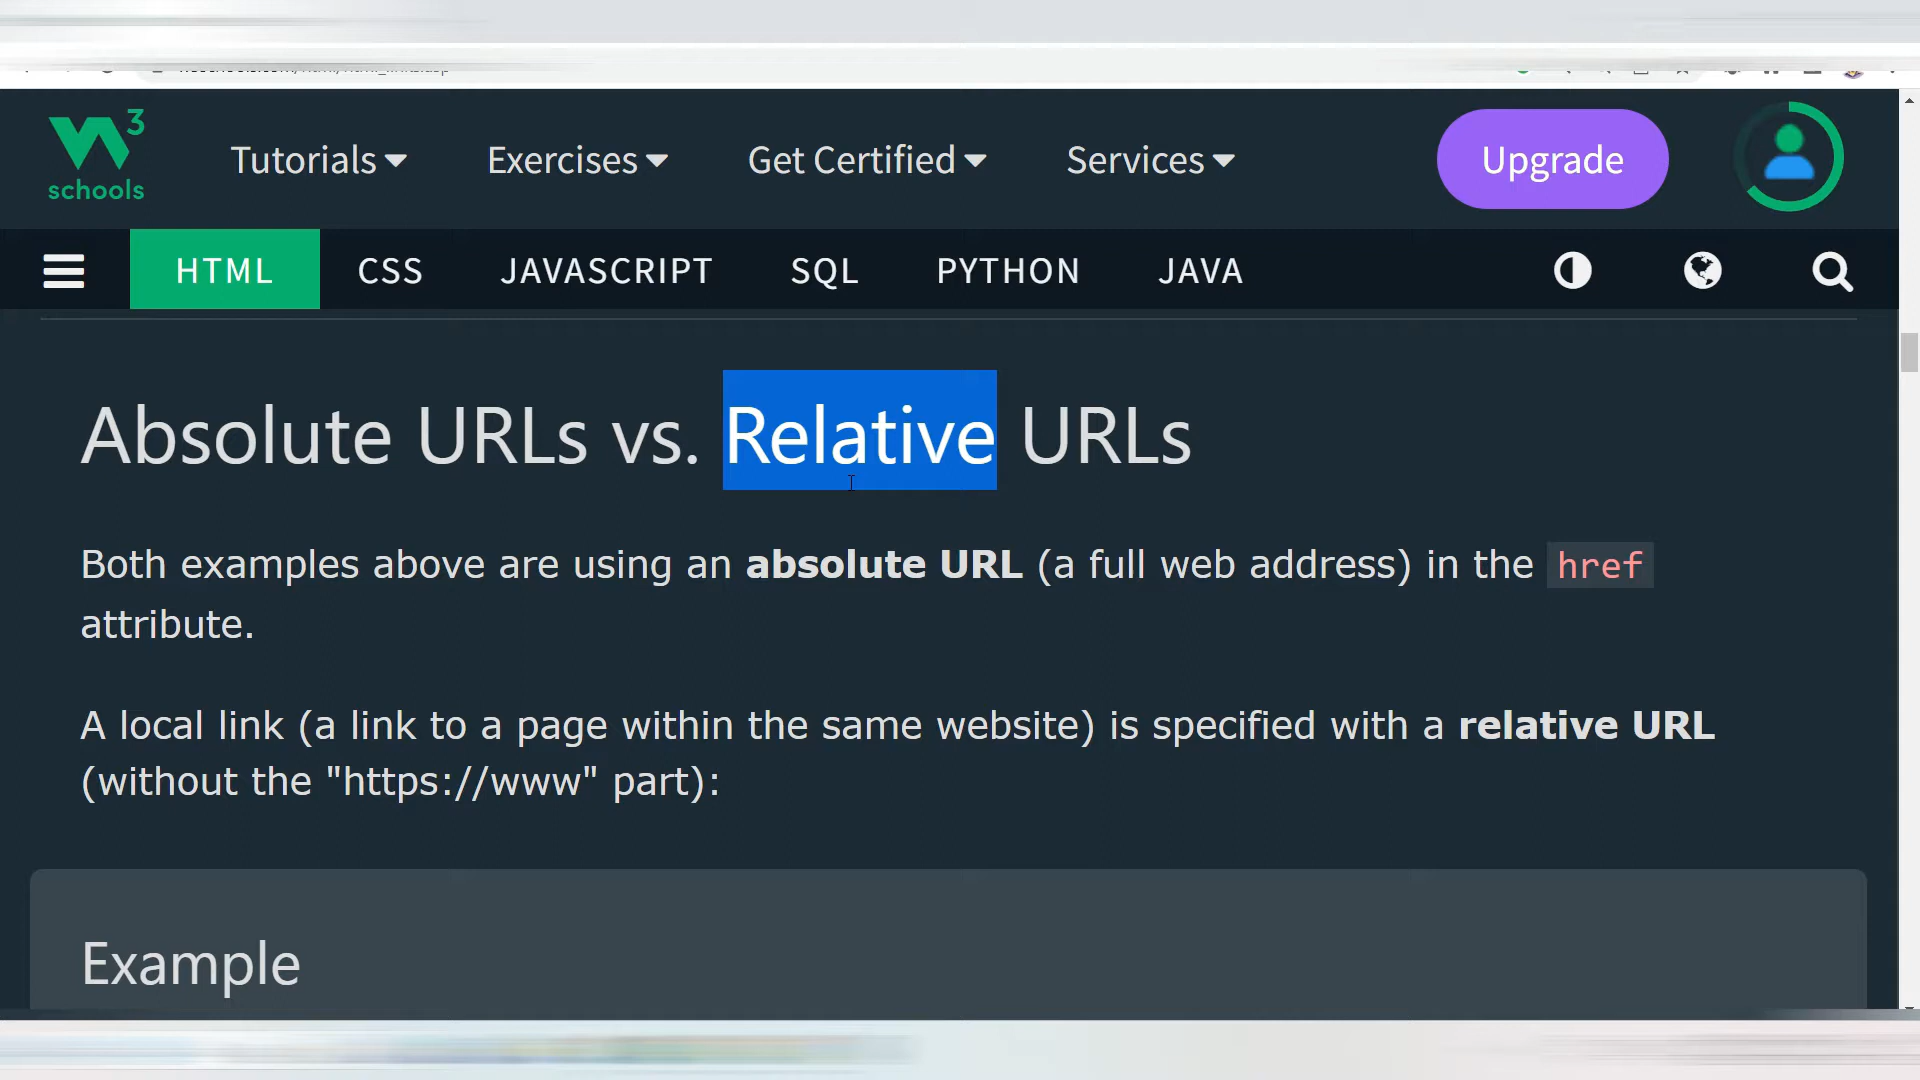 W3
schools
Tutorials
Exercises
Get Certified
Services
Upgrade
HTML
CSS
JAVASCRIPT
SQL
PYTHON
JAVA
Absolute URLs vs. Relative URLs
Both examples above are using an absolute URL (a full web address) in the href
attribute.
A local link (a link to a page within the same website) is specified with a relative URL
(without the "https://www" part):
Example